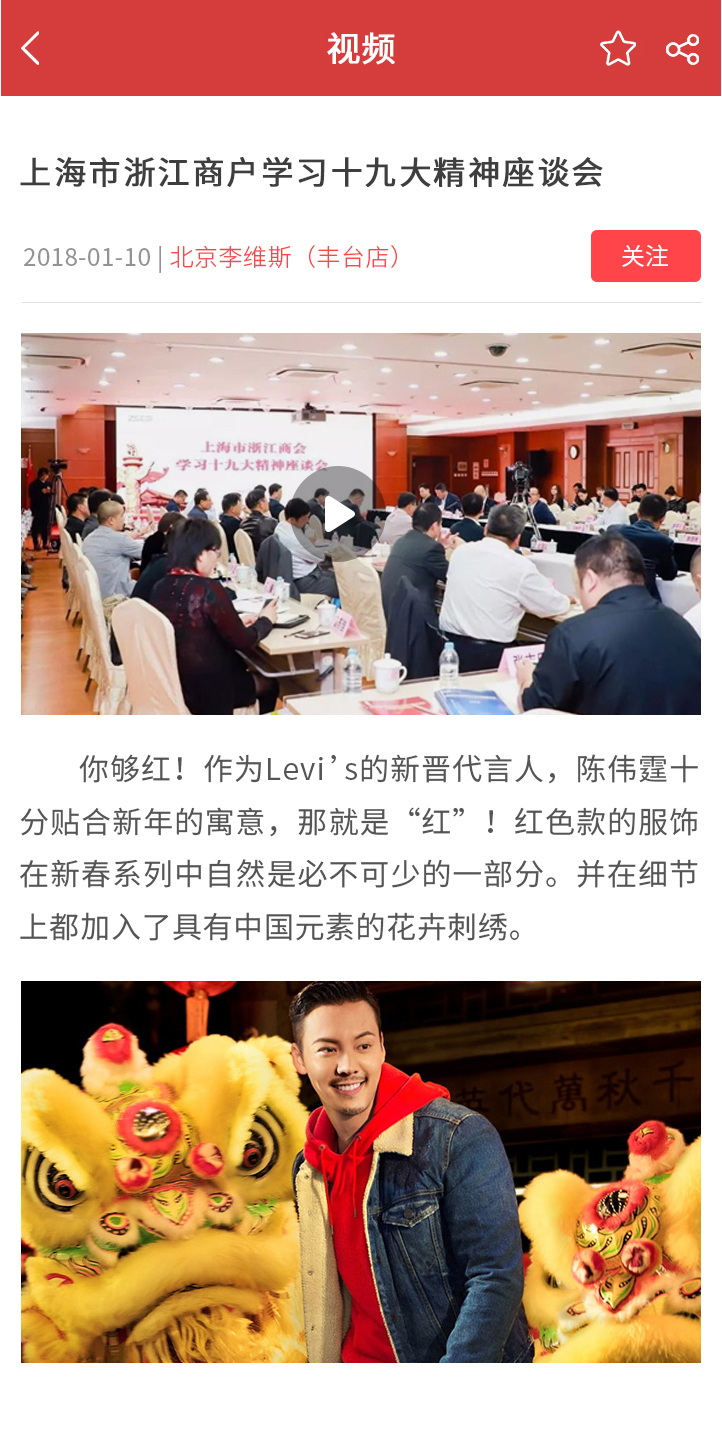 视频
上海市浙江商户学习十九大精神座谈会
2018-01-10 | 北京李维斯（丰台店）
关注
上海市浙江商会
学习十九大精神座谈会
你够红！作为Levi’s的新晋代言人，陈伟霆十
分贴合新年的寓意，那就是“红”！红色款的服饰
在新春系列中自然是必不可少的一部分。并在细节
上都加入了具有中国元素的花卉刺绣。
代萬秋千